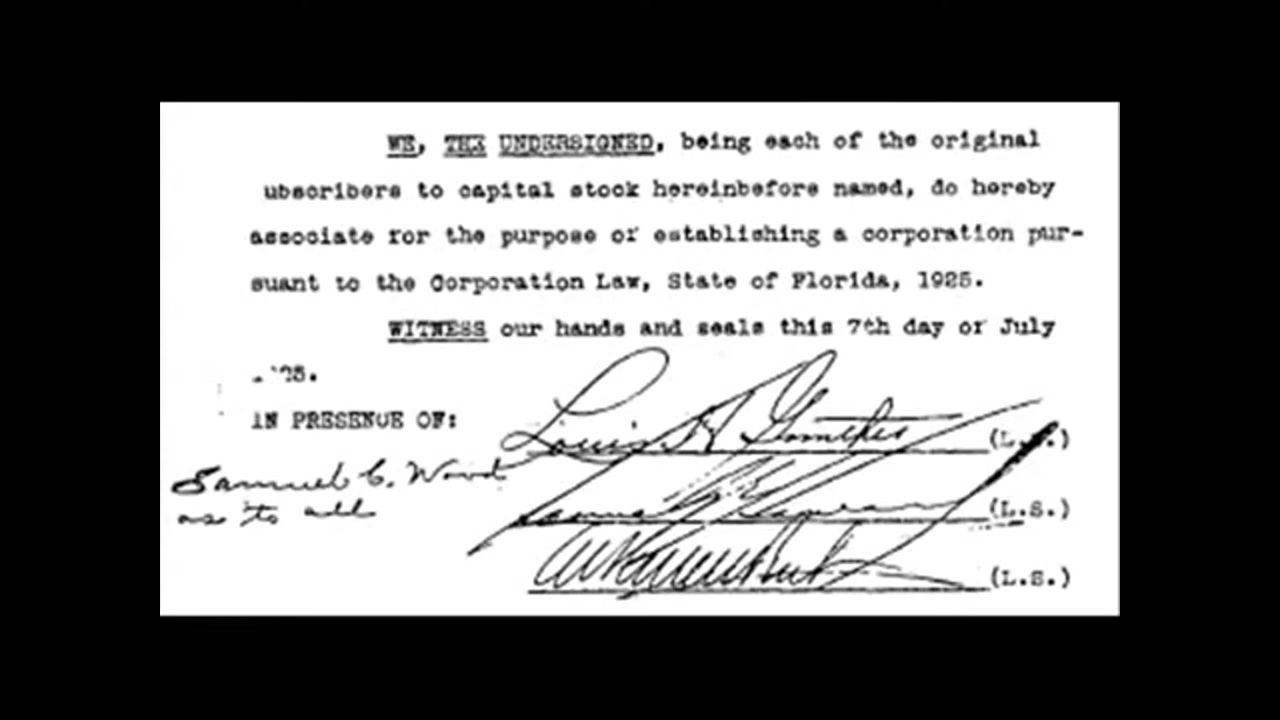 WE, THE UNDERSIGNED, being each of the original
ubscribers to capital stock hereinbefore named, do hereby
associate for the purpose of establishing a corporation pur-
suant to the Corporation Law, State of Florida, 1925.
WITNESS our hands and seals this 7th day of July
IN PRESENCE OF:
Louis (L.S.)
Samuel C. Ward
as to all
(L.S.)
(L.S.)